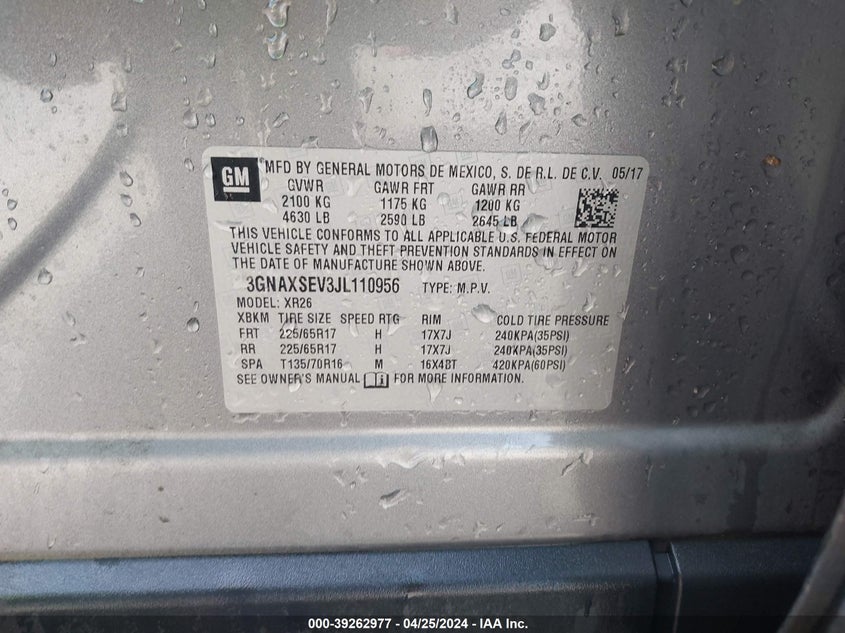 GM ® MFD BY GENERAL MOTORS DE MEXICO, S. DE R.L. DE C.V. 05/17
GVWR GAWR FRT GAWR RR
2100 KG 1175 KG 1200 KG
4630 LB 2590 LB 2645 LB
THIS VEHICLE CONFORMS TO ALL APPLICABLE U.S. FEDERAL MOTOR
VEHICLE SAFETY AND THEFT PREVENTION STANDARDS IN EFFECT ON
THE DATE OF MANUFACTURE SHOWN ABOVE.
3GNAXSEV3JL110956 TYPE: M.P.V.
MODEL: XR26
XBKM TIRE SIZE SPEED RTG RIM COLD TIRE PRESSURE
FRT 225/65R17 H 17X7J 240KPA(35PSI)
RR 225/65R17 H 17X7J 240KPA(35PSI)
SPA T135/70R16 M 16X4BT 420KPA(60PSI)
SEE OWNER'S MANUAL FOR MORE INFORMATION.
000-39262977 - 04/25/2024 - IAA Inc.